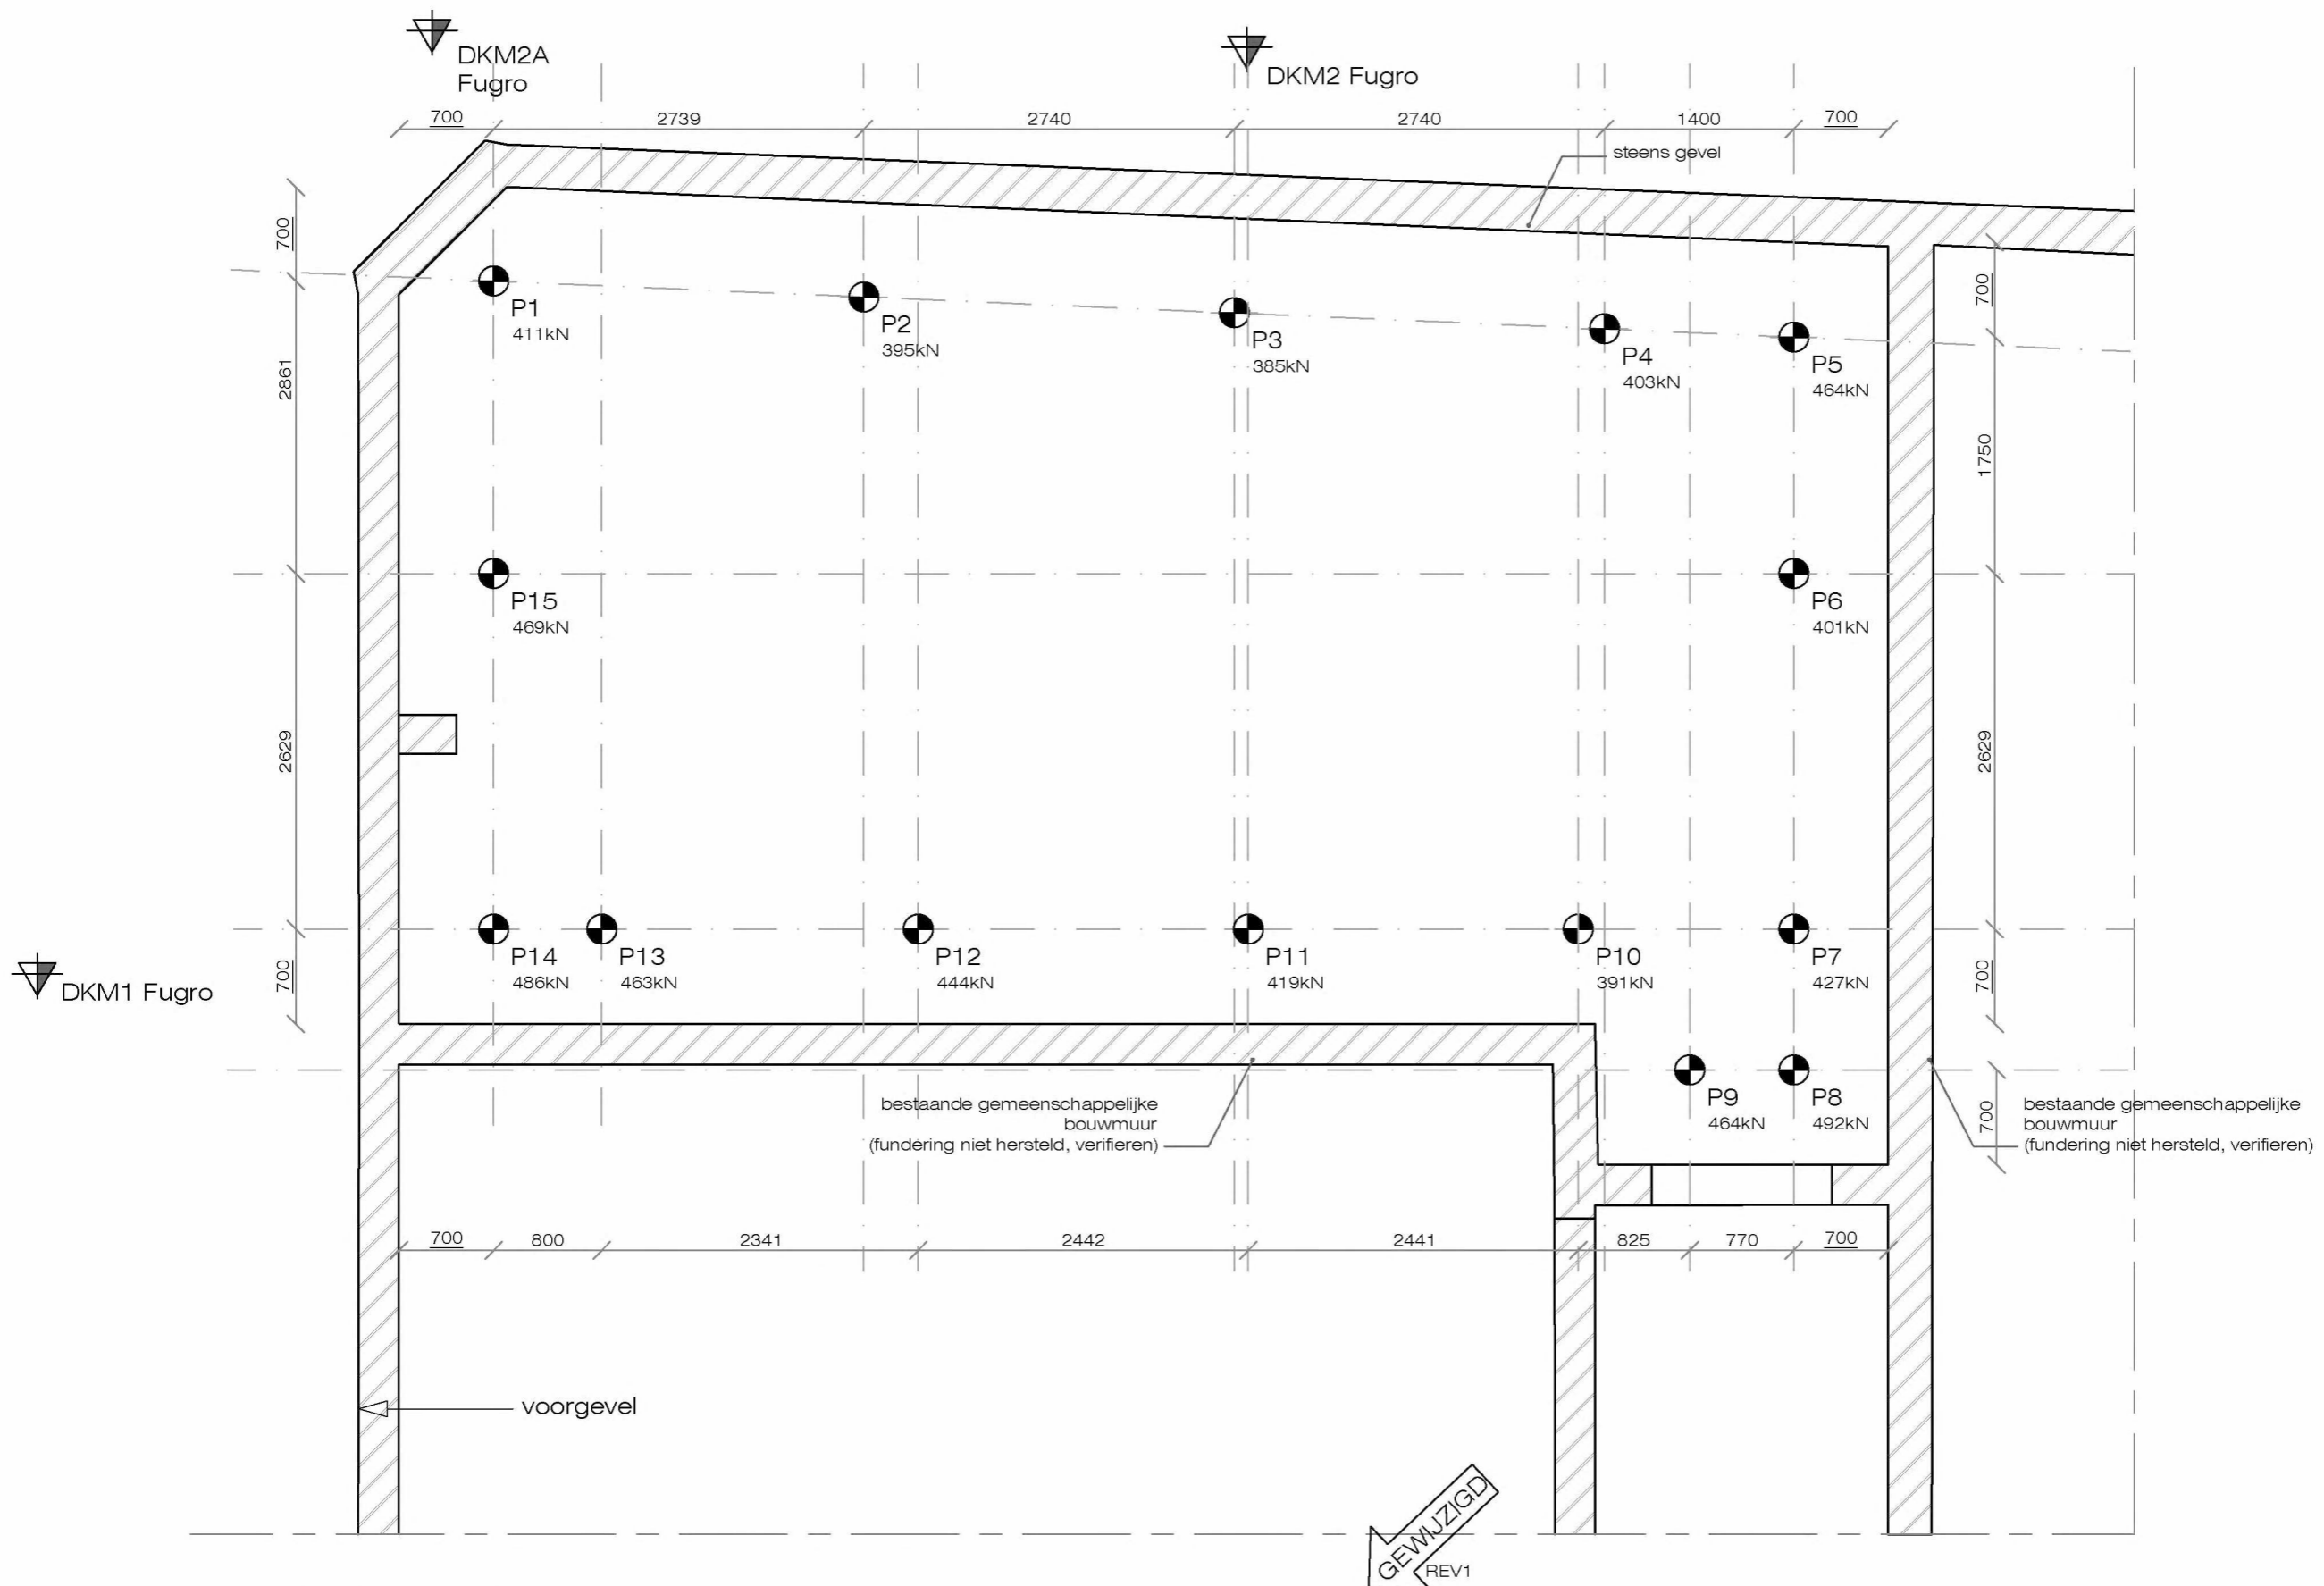 DKM2A
Fugro
DKM2 Fugro
700
2739
2740
2740
1400
700
steens gevel
700
2861
2629
700
700
1750
2629
700
700
P1
411kN
P2
395kN
P3
385kN
P4
403kN
P5
464kN
P15
469kN
P6
401kN
P14
486kN
P13
463kN
P12
444kN
P11
419kN
P10
391kN
P7
427kN
DKM1 Fugro
P9
464kN
P8
492kN
bestaande gemeenschappelijke
bouwmuur
(fundering niet hersteld, verifieren)
bestaande gemeenschappelijke
bouwmuur
(fundering niet hersteld, verifieren)
700
800
2341
2442
2441
825
770
700
voorgevel
GEWIJZIGD
REV1